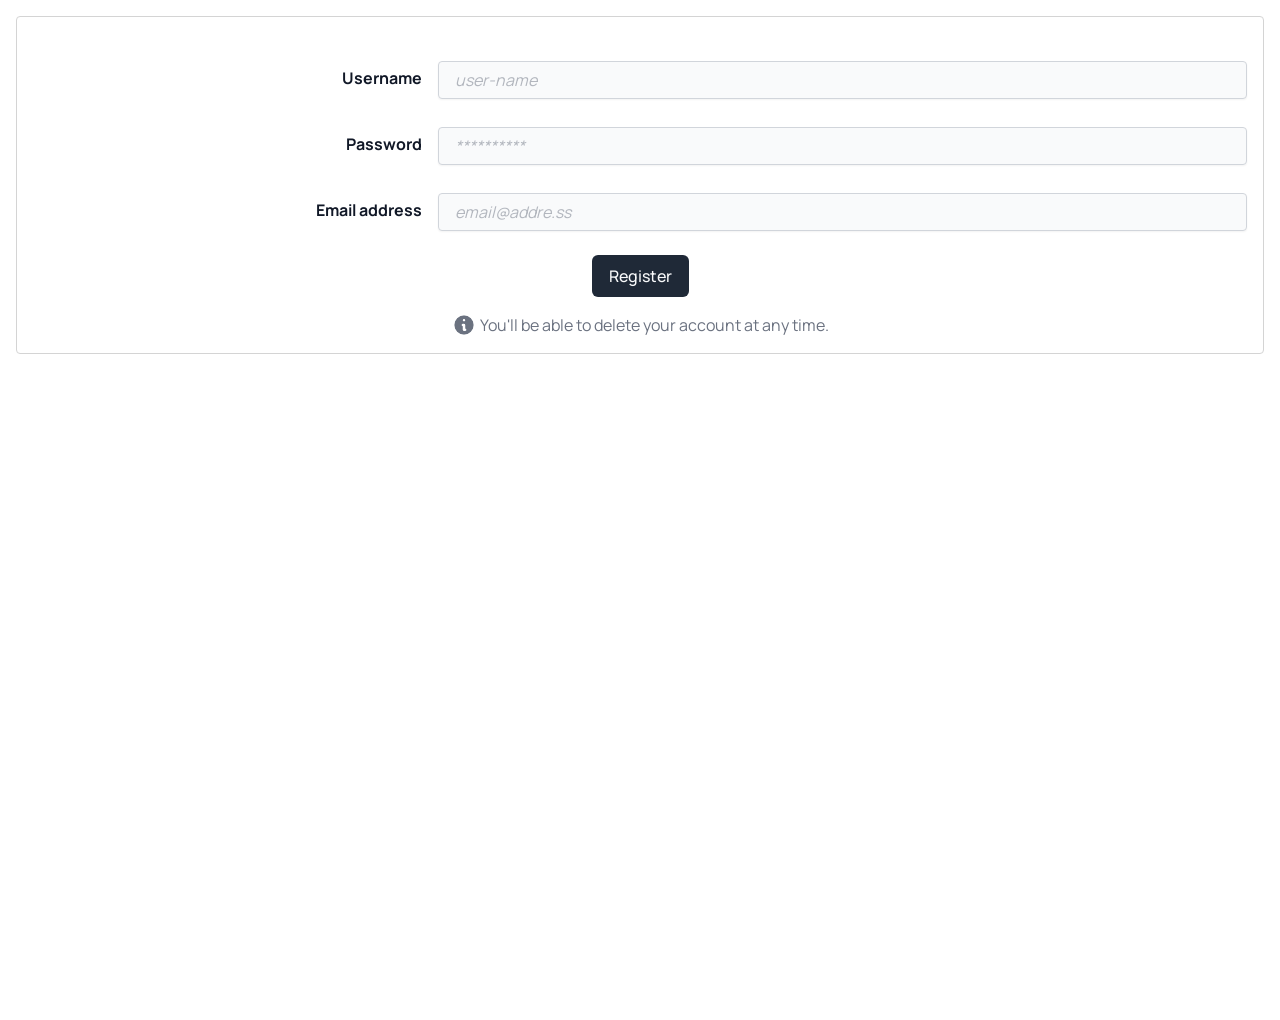 Username
user-name
Password
**********
Email address
email@addre.ss
Register
You'll be able to delete your account at any time.